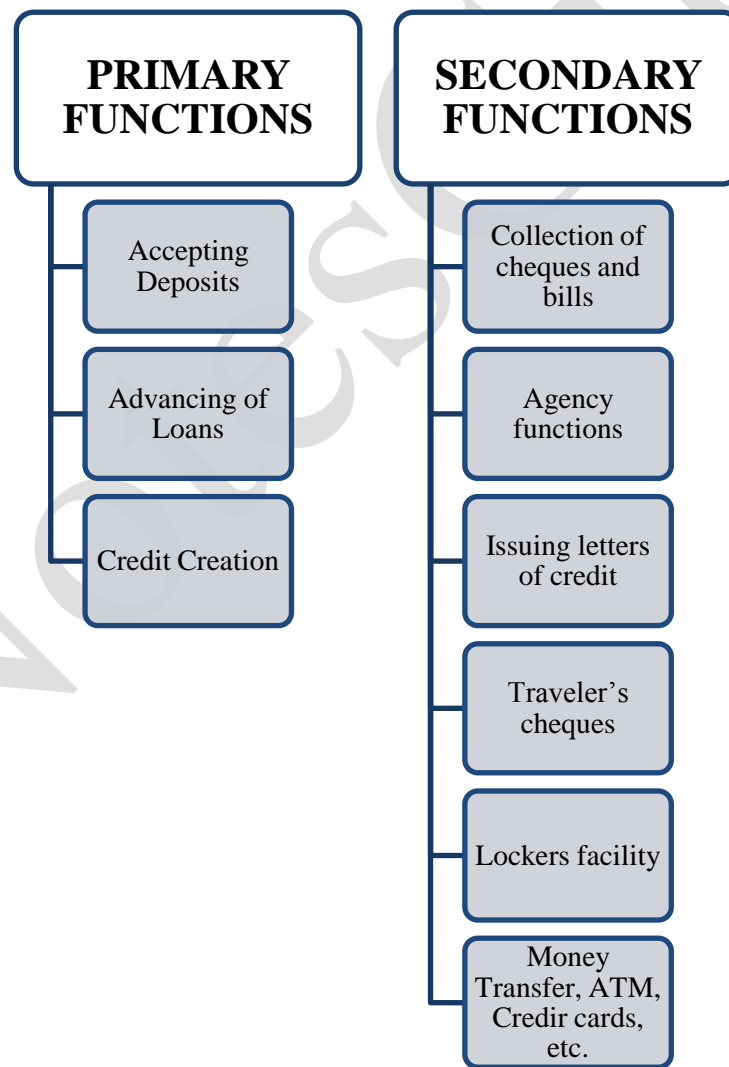 PRIMARY
FUNCTIONS
Accepting
Deposits
Advancing of
Loans
Credit Creation
SECONDARY
FUNCTIONS
Collection of
cheques and
bills
Agency
functions
Issuing letters
of credit
Traveler’s
cheques
Lockers facility
Money
Transfer, ATM,
Credir cards,
etc.